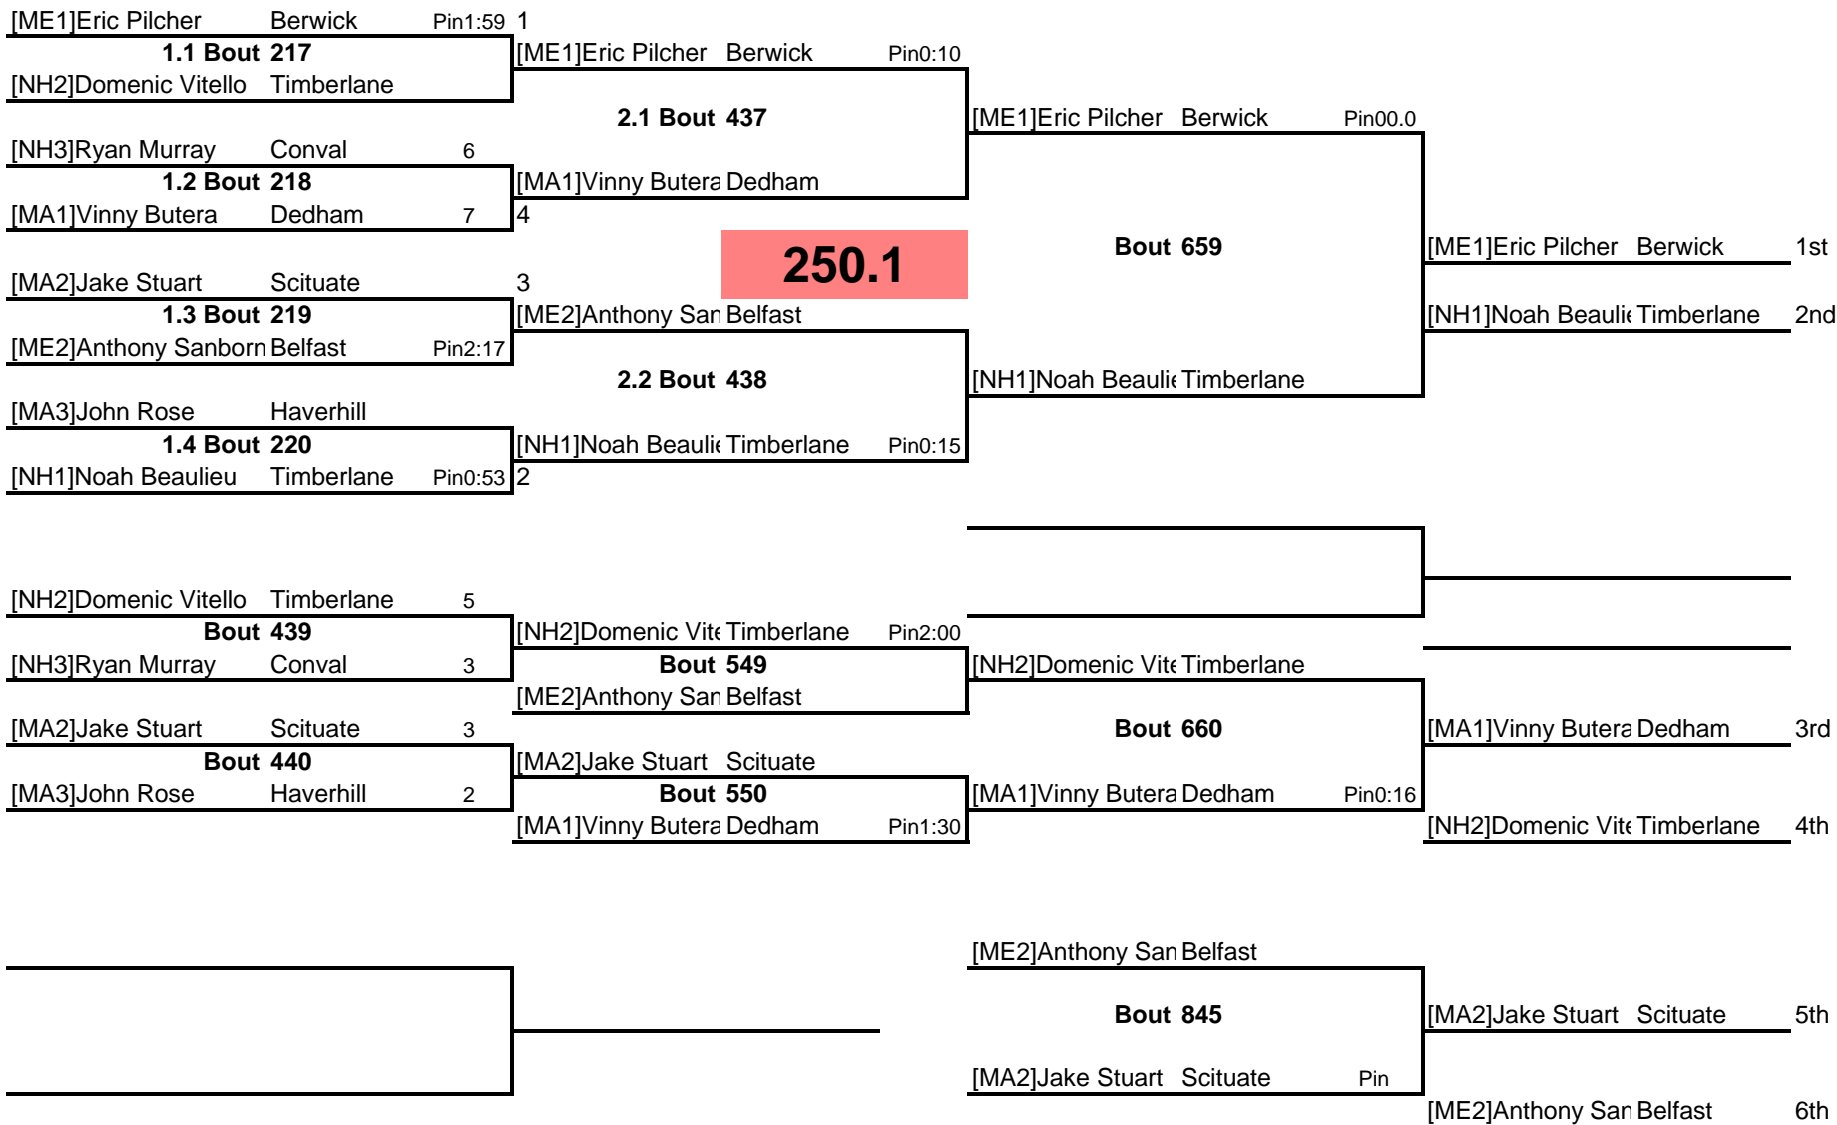 [ME1]Eric Pilcher Berwick Pin1:59 1
1.1 Bout 217 [ME1]Eric Pilcher Berwick Pin0:10
[NH2]Domenic Vitello Timberlane
2.1 Bout 437 [ME1]Eric Pilcher Berwick Pin00.0
[NH3]Ryan Murray Conval 6
1.2 Bout 218 [MA1]Vinny Butera Dedham
[MA1]Vinny Butera Dedham 7 4
250.1 Bout 659 [ME1]Eric Pilcher Berwick 1st
[MA2]Jake Stuart Scituate 3
1.3 Bout 219 [ME2]Anthony San Belfast [NH1]Noah Beaulie Timberlane 2nd
[ME2]Anthony Sanborn Belfast Pin2:17
2.2 Bout 438 [NH1]Noah Beaulie Timberlane
[MA3]John Rose Haverhill
1.4 Bout 220 [NH1]Noah Beaulie Timberlane Pin0:15
[NH1]Noah Beaulieu Timberlane Pin0:53 2
[NH2]Domenic Vitello Timberlane 5
Bout 439 [NH2]Domenic Vite Timberlane Pin2:00
[NH3]Ryan Murray Conval 3 Bout 549 [NH2]Domenic Vite Timberlane
[ME2]Anthony San Belfast
[MA2]Jake Stuart Scituate 3 Bout 660 [MA1]Vinny Butera Dedham 3rd
Bout 440 [MA2]Jake Stuart Scituate
[MA3]John Rose Haverhill 2 Bout 550 [MA1]Vinny Butera Dedham Pin0:16
[MA1]Vinny Butera Dedham Pin1:30 [NH2]Domenic Vite Timberlane 4th
[ME2]Anthony San Belfast
Bout 845 [MA2]Jake Stuart Scituate 5th
[MA2]Jake Stuart Scituate Pin
[ME2]Anthony San Belfast 6th